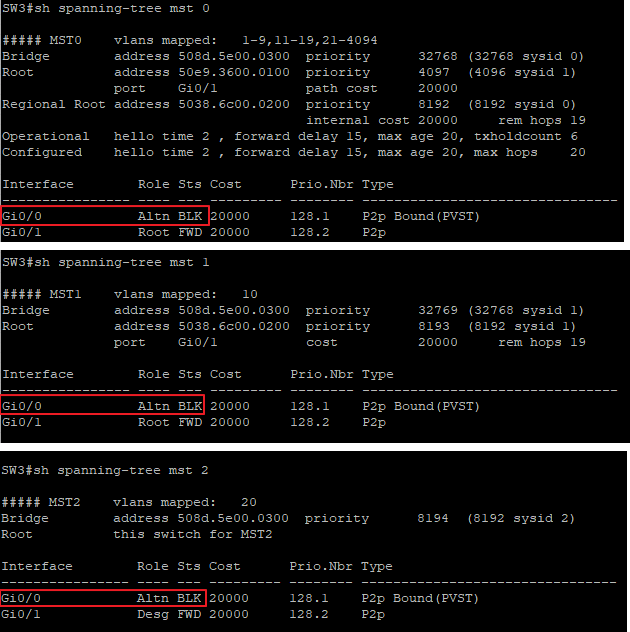 SW3#sh spanning-tree mst 0
##### MST0    vlans mapped:   1-9,11-19,21-4094
Bridge        address 508d.5e00.0300  priority      32768 (32768 sysid 0)
Root          address 50e9.3600.0100  priority      4097  (4096 sysid 1)
              port    Gi0/1           path cost     20000
Regional Root address 5038.6c00.0200  priority      8192  (8192 sysid 0)
                                      internal cost 20000     rem hops 19
Operational   hello time 2 , forward delay 15, max age 20, txholdcount 6
Configured    hello time 2 , forward delay 15, max age 20, max hops    20
Interface        Role Sts Cost      Prio.Nbr Type
---------------- ---- --- --------- -------- --------------------------------
Gi0/0            Altn BLK 20000     128.1    P2p Bound(PVST)
Gi0/1            Root FWD 20000     128.2    P2p
SW3#sh spanning-tree mst 1
##### MST1    vlans mapped:   10
Bridge        address 508d.5e00.0300  priority      32769 (32768 sysid 1)
Root          address 5038.6c00.0200  priority      8193  (8192 sysid 1)
              port    Gi0/1           cost          20000     rem hops 19
Interface        Role Sts Cost      Prio.Nbr Type
---------------- ---- --- --------- -------- --------------------------------
Gi0/0            Altn BLK 20000     128.1    P2p Bound(PVST)
Gi0/1            Root FWD 20000     128.2    P2p
SW3#sh spanning-tree mst 2
##### MST2    vlans mapped:   20
Bridge        address 508d.5e00.0300  priority      8194  (8192 sysid 2)
Root          this switch for MST2
Interface        Role Sts Cost      Prio.Nbr Type
---------------- ---- --- --------- -------- --------------------------------
Gi0/0            Altn BLK 20000     128.1    P2p Bound(PVST)
Gi0/1            Desg FWD 20000     128.2    P2p